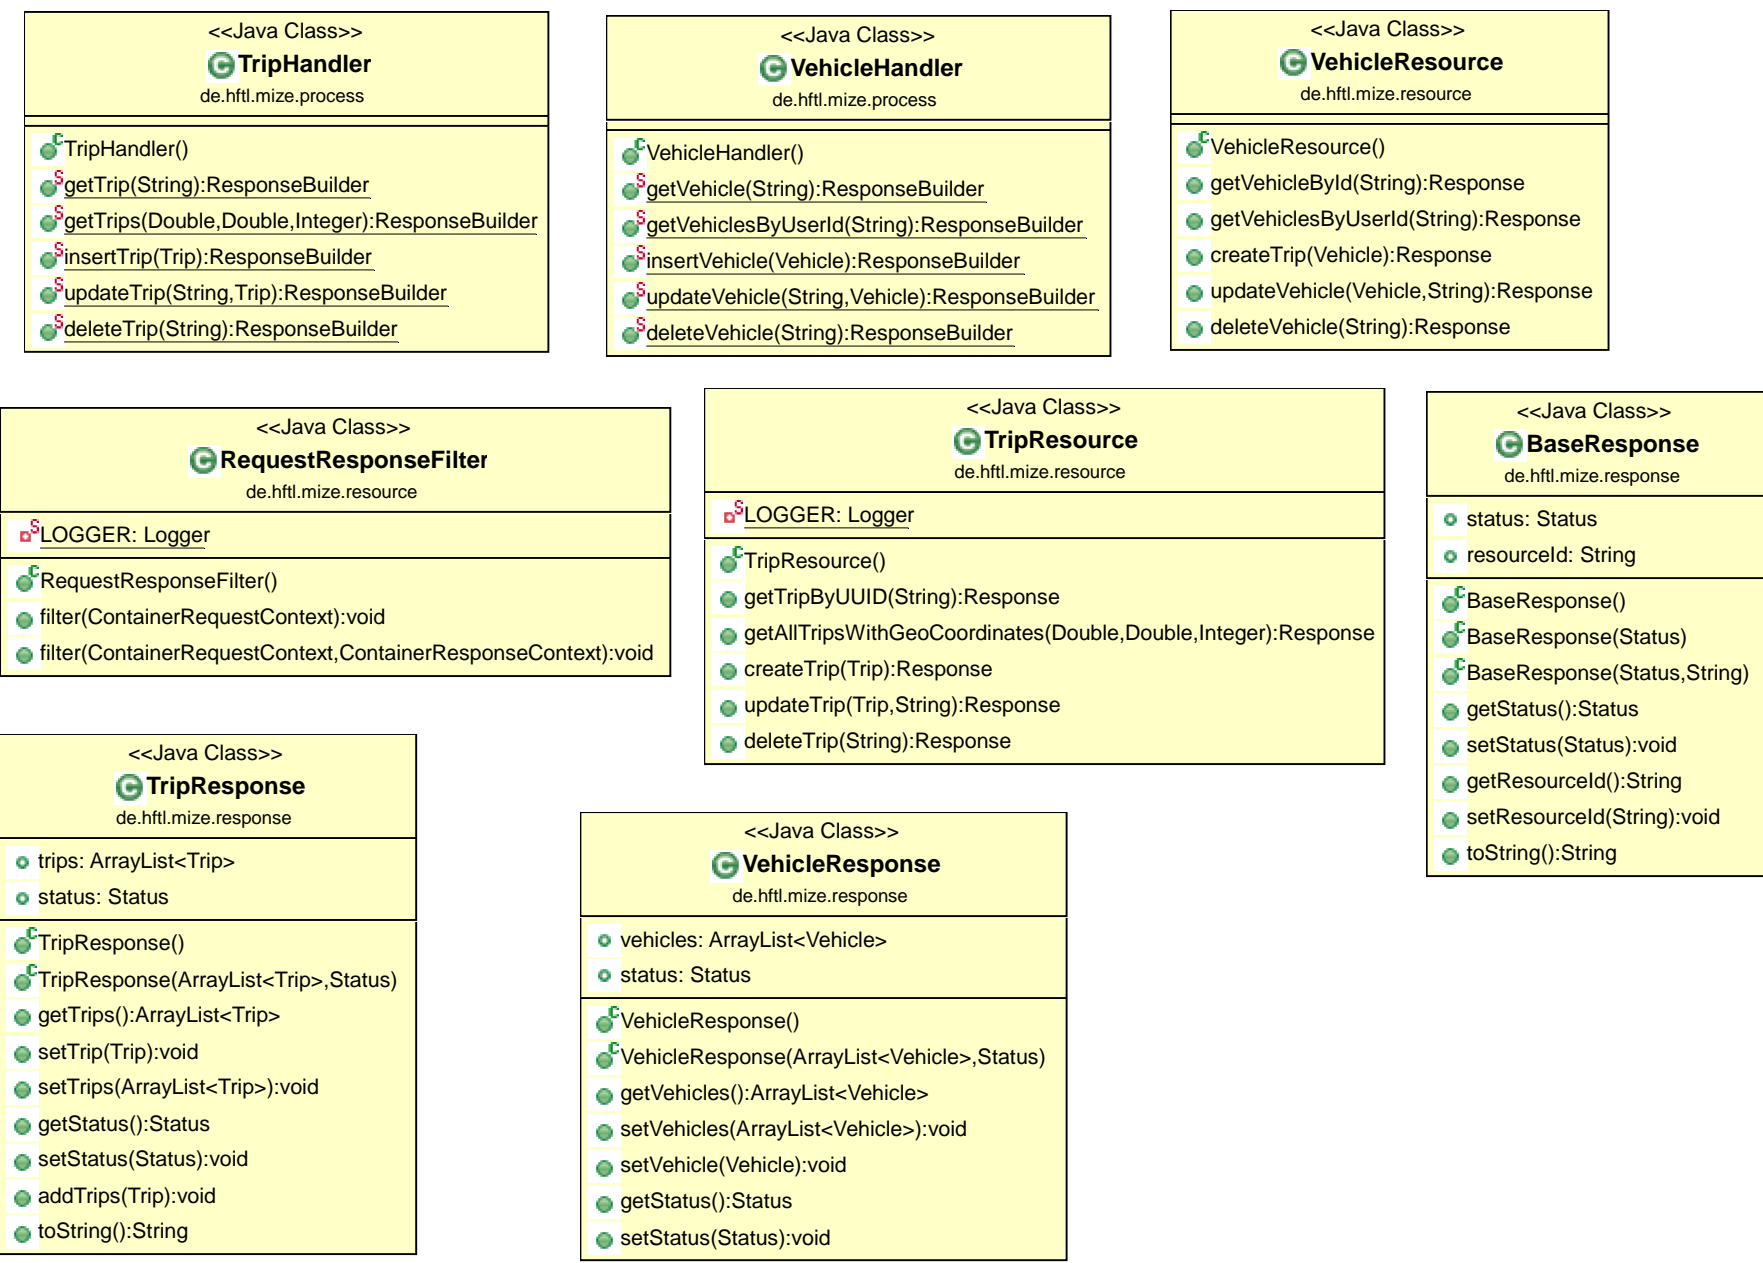 <<Java Class>>
TripHandler
de.hftl.mize.process
TripHandler()
getTrip(String):ResponseBuilder
getTrips(Double,Double,Integer):ResponseBuilder
insertTrip(Trip):ResponseBuilder
updateTrip(String,Trip):ResponseBuilder
deleteTrip(String):ResponseBuilder
<<Java Class>>
VehicleHandler
de.hftl.mize.process
VehicleHandler()
getVehicle(String):ResponseBuilder
getVehiclesByUserId(String):ResponseBuilder
insertVehicle(Vehicle):ResponseBuilder
updateVehicle(String,Vehicle):ResponseBuilder
deleteVehicle(String):ResponseBuilder
<<Java Class>>
VehicleResource
de.hftl.mize.resource
VehicleResource()
getVehicleById(String):Response
getVehiclesByUserId(String):Response
createTrip(Vehicle):Response
updateVehicle(Vehicle,String):Response
deleteVehicle(String):Response
<<Java Class>>
RequestResponseFilter
de.hftl.mize.resource
LOGGER: Logger
RequestResponseFilter()
filter(ContainerRequestContext):void
filter(ContainerRequestContext,ContainerResponseContext):void
<<Java Class>>
TripResource
de.hftl.mize.resource
LOGGER: Logger
TripResource()
getTripByUUID(String):Response
getAllTripsWithGeoCoordinates(Double,Double,Integer):Response
createTrip(Trip):Response
updateTrip(Trip,String):Response
deleteTrip(String):Response
<<Java Class>>
BaseResponse
de.hftl.mize.response
status: Status
resourceId: String
BaseResponse()
BaseResponse(Status)
BaseResponse(Status,String)
getStatus():Status
setStatus(Status):void
getResourceId():String
setResourceId(String):void
toString():String
<<Java Class>>
TripResponse
de.hftl.mize.response
trips: ArrayList<Trip>
status: Status
TripResponse()
TripResponse(ArrayList<Trip>,Status)
getTrips():ArrayList<Trip>
setTrip(Trip):void
setTrips(ArrayList<Trip>):void
getStatus():Status
setStatus(Status):void
addTrips(Trip):void
toString():String
<<Java Class>>
VehicleResponse
de.hftl.mize.response
vehicles: ArrayList<Vehicle>
status: Status
VehicleResponse()
VehicleResponse(ArrayList<Vehicle>,Status)
getVehicles():ArrayList<Vehicle>
setVehicles(ArrayList<Vehicle>):void
setVehicle(Vehicle):void
getStatus():Status
setStatus(Status):void